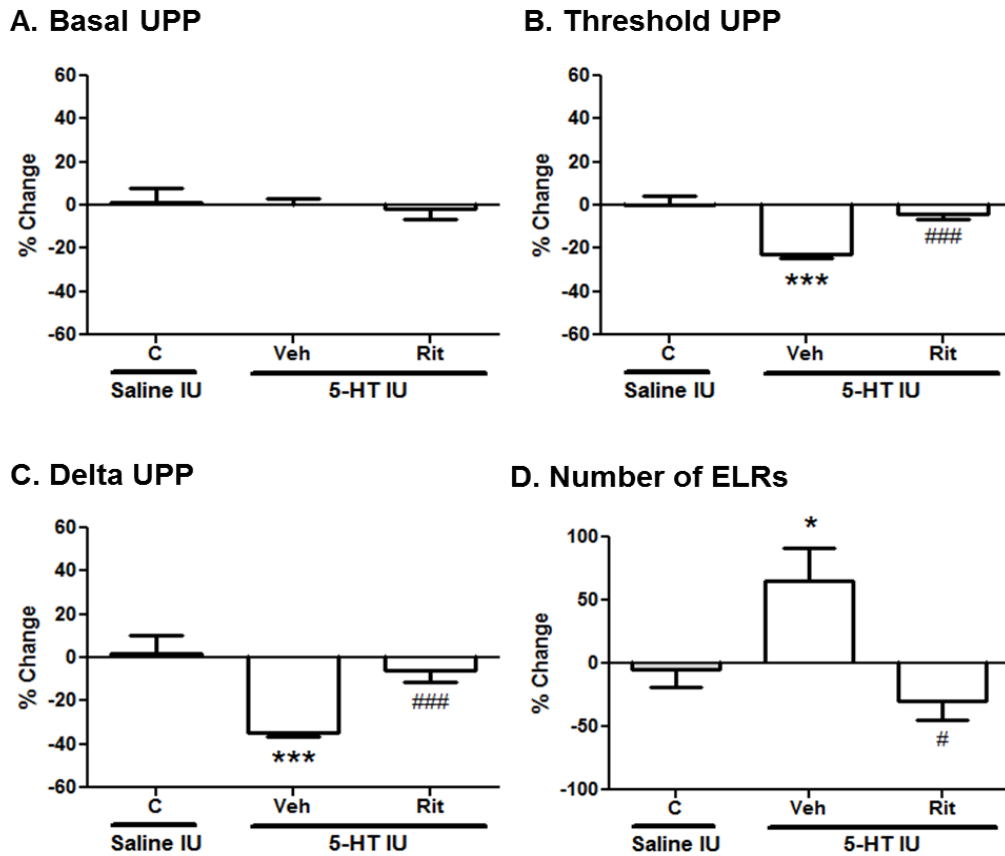 A. Basal UPP
B. Threshold UPP
60
40
20
0
-20
-40
-60
% Change
C
Veh
Rit
Saline IU
5-HT IU
60
40
20
0
-20
-40
-60
% Change
***
###
C
Veh
Rit
Saline IU
5-HT IU
C. Delta UPP
D. Number of ELRs
60
40
20
0
-20
-40
-60
% Change
***
###
C
Veh
Rit
Saline IU
5-HT IU
100
50
0
-50
-100
% Change
*
#
C
Veh
Rit
Saline IU
5-HT IU